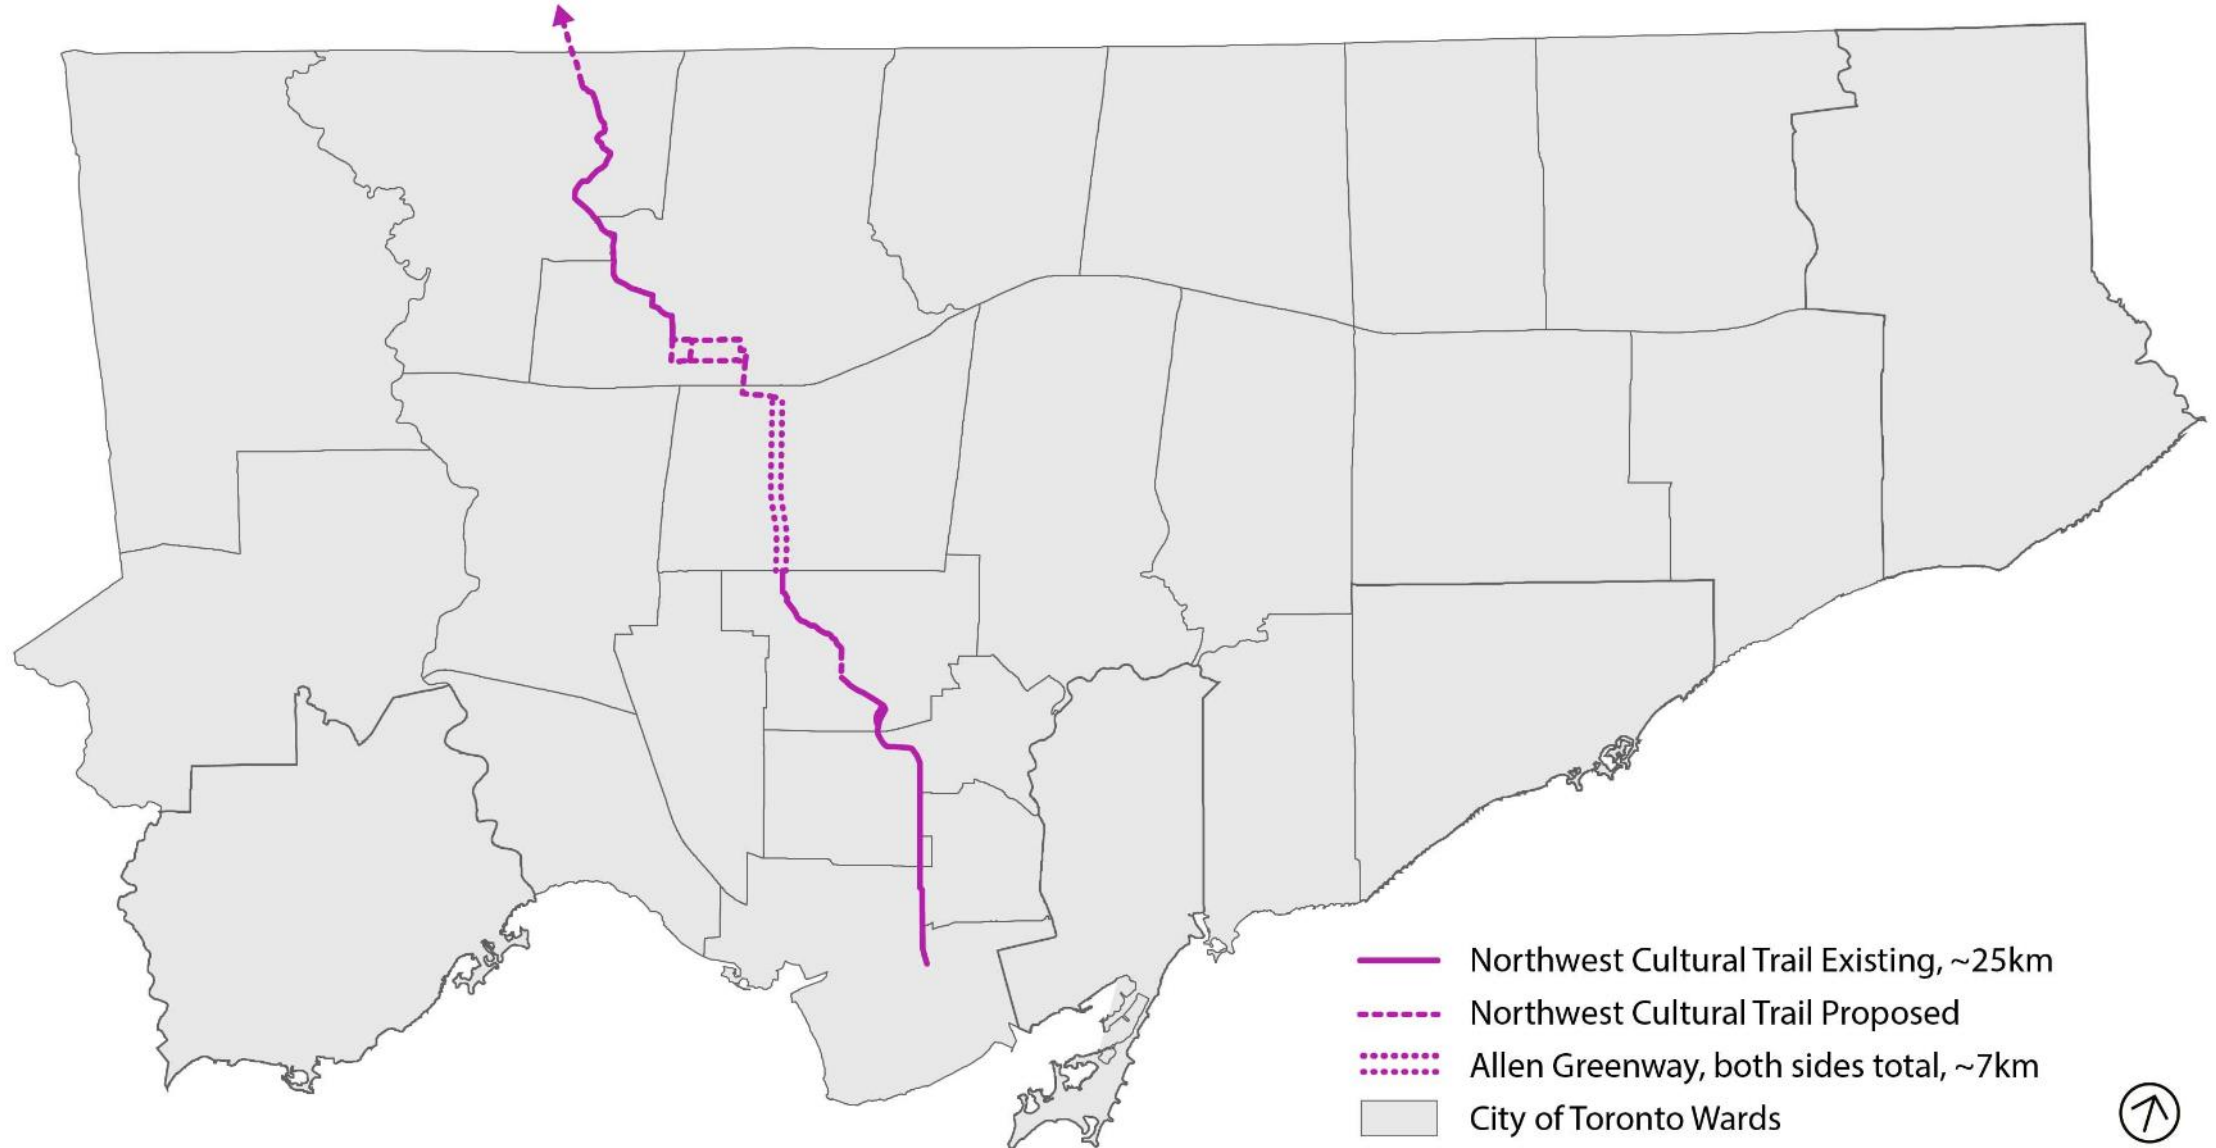 Northwest Cultural Trail Existing, ~25km
Northwest Cultural Trail Proposed
Allen Greenway, both sides total, ~7km
City of Toronto Wards